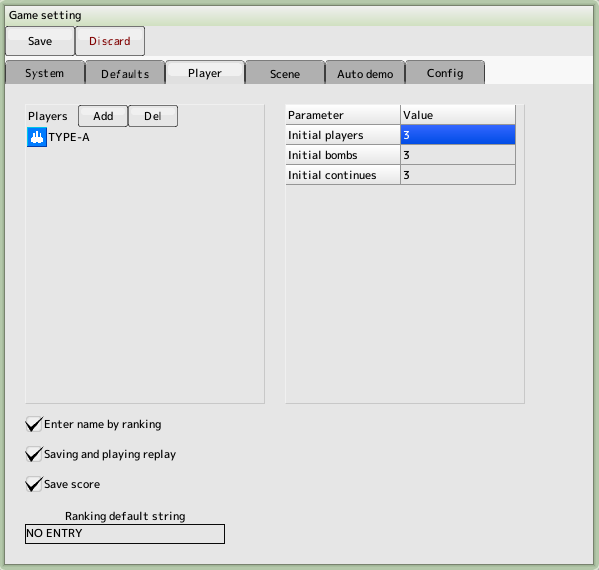 Game setting
Save Discard
System Defaults Player Scene Auto demo Config
Players Add Del
TYPE-A
Parameter Value
Initial players 3
Initial bombs 3
Initial continues 3
Enter name by ranking
Saving and playing replay
Save score
Ranking default string
NO ENTRY